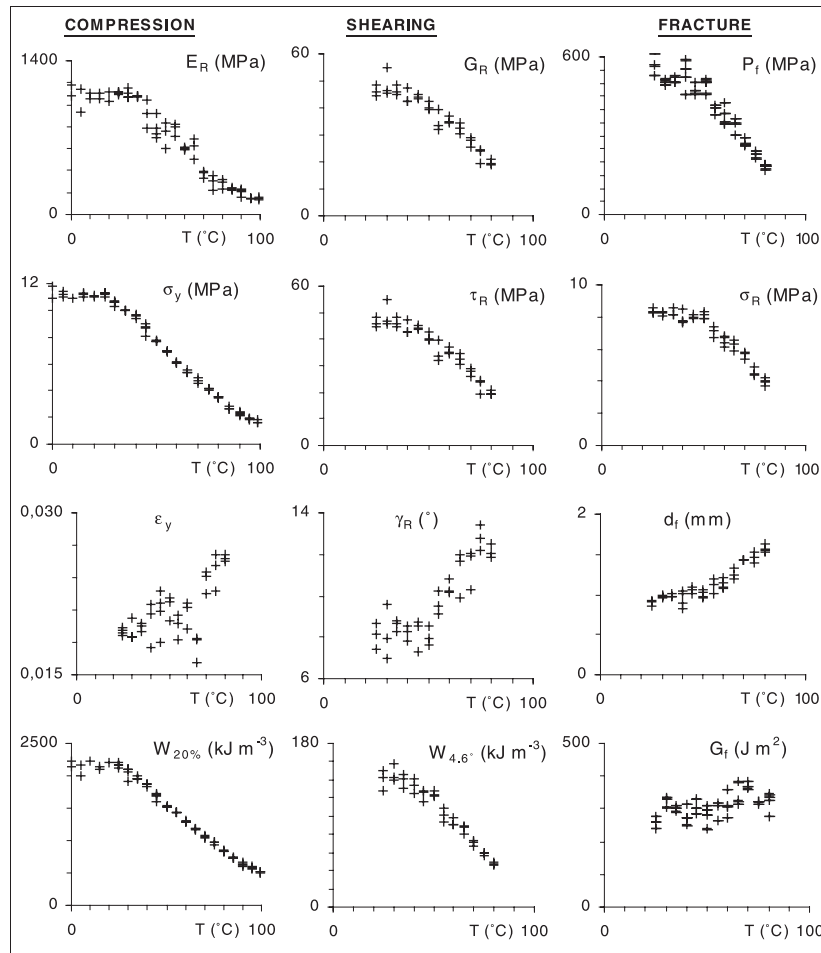 COMPRESSION SHEARING FRACTURE
1400 E_R (MPa) 60 G_R (MPa) 600 P_f (MPa)
0 0 0
0 T (°C) 100 0 T (°C) 100 0 T (°C) 100
12 σ_y (MPa) 60 τ_R (MPa) 10 σ_R (MPa)
0 0 0
0 T (°C) 100 0 T (°C) 100 0 T (°C) 100
0,030 ε_y 14 γ_R (°) 2 d_f (mm)
0,015 6 0
0 T (°C) 100 0 T (°C) 100 0 T (°C) 100
2500 W_20% (kJ m⁻³) 180 W_4.6° (kJ m⁻³) 500 G_f (J m²)
0 0 0
0 T (°C) 100 0 T (°C) 100 0 T (°C) 100